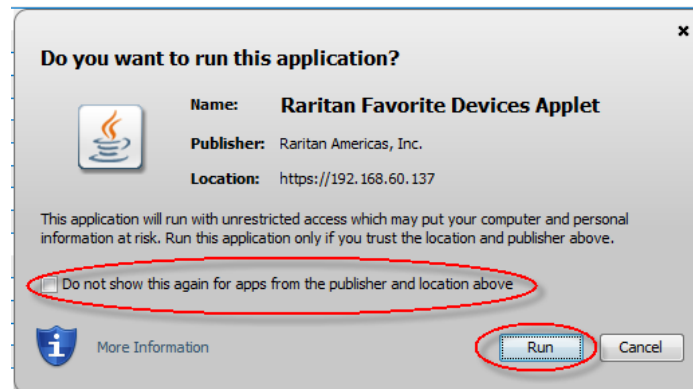 Do you want to run this application?
Name: Raritan Favorite Devices Applet
Publisher: Raritan Americas, Inc.
Location: https://192.168.60.137
This application will run with unrestricted access which may put your computer and personal
information at risk. Run this application only if you trust the location and publisher above.
Do not show this again for apps from the publisher and location above
More Information Run Cancel